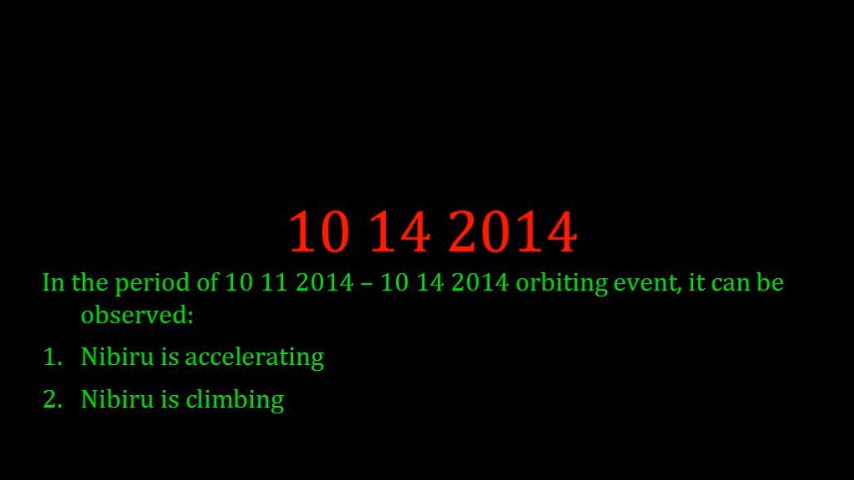 10 14 2014
In the period of 10 11 2014 – 10 14 2014 orbiting event, it can be
observed:
1. Nibiru is accelerating
2. Nibiru is climbing